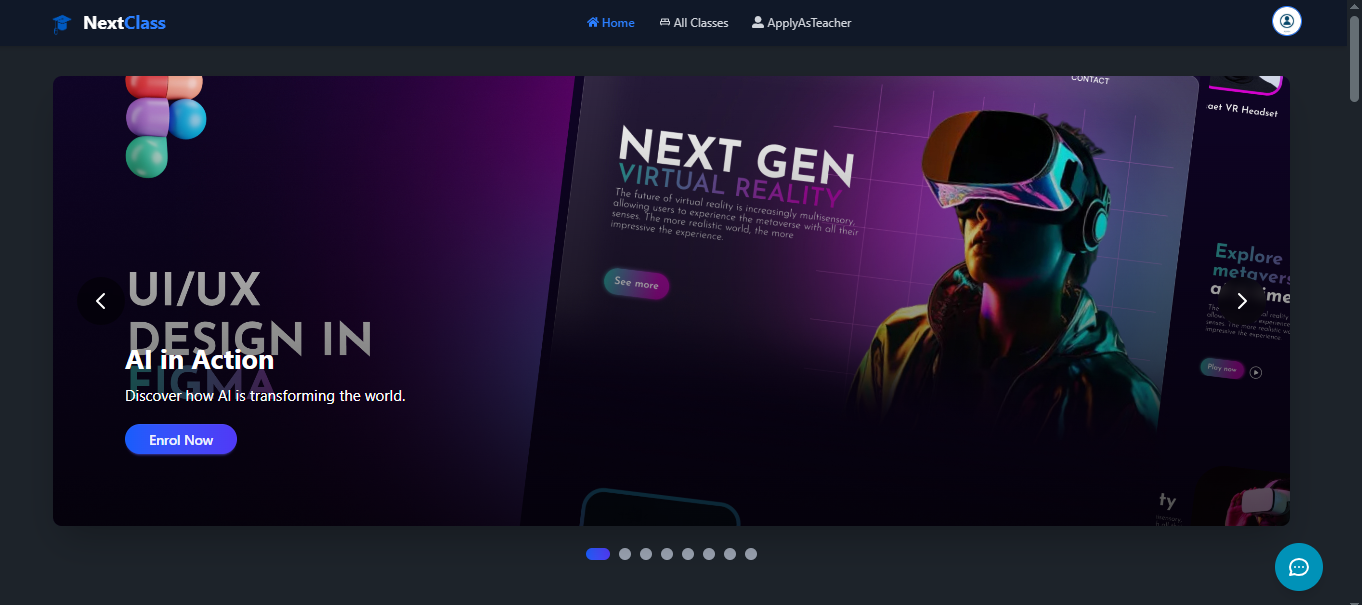 NextClass
Home
All Classes
ApplyAsTeacher
CONTACT
NEXT GEN
VIRTUAL REALITY
The future of virtual reality is increasingly multisensory,
allowing users to experience the metaverse with all their
senses. The more realistic world, the more
impressive the experience.
See more
VR Headset
Explore
Play now
ty
UI/UX
DESIGN IN
FIGMA
AI in Action
Discover how AI is transforming the world.
Enrol Now